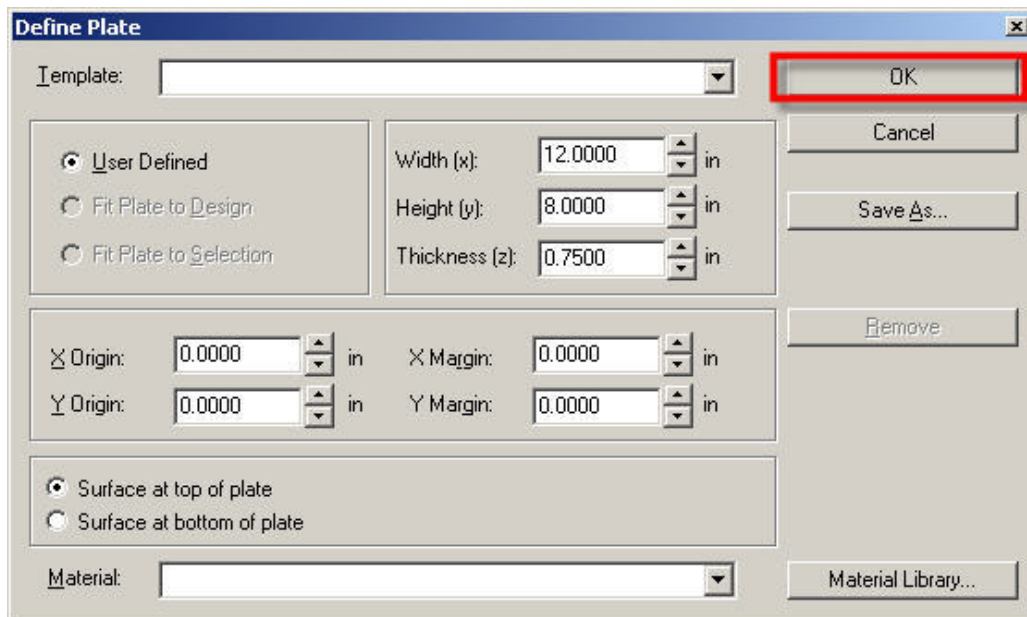 Define Plate
Template:
OK
User Defined
Fit Plate to Design
Fit Plate to Selection
Width (x): 12.0000 in
Height (y): 8.0000 in
Thickness (z): 0.7500 in
Cancel
Save As...
Remove
X Origin: 0.0000 in X Margin: 0.0000 in
Y Origin: 0.0000 in Y Margin: 0.0000 in
Surface at top of plate
Surface at bottom of plate
Material:
Material Library...